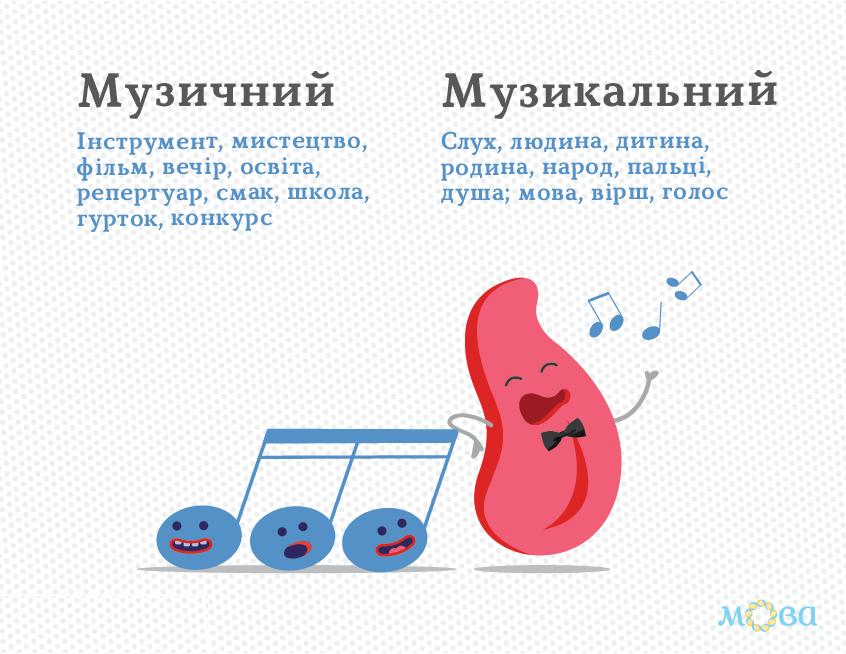 Музичний
Інструмент, мистецтво,
фільм, вечір, освіта,
репертуар, смак, школа,
гурток, конкурс
Музикальний
Слух, людина, дитина,
родина, народ, пальці,
душа; мова, вірш, голос
мова